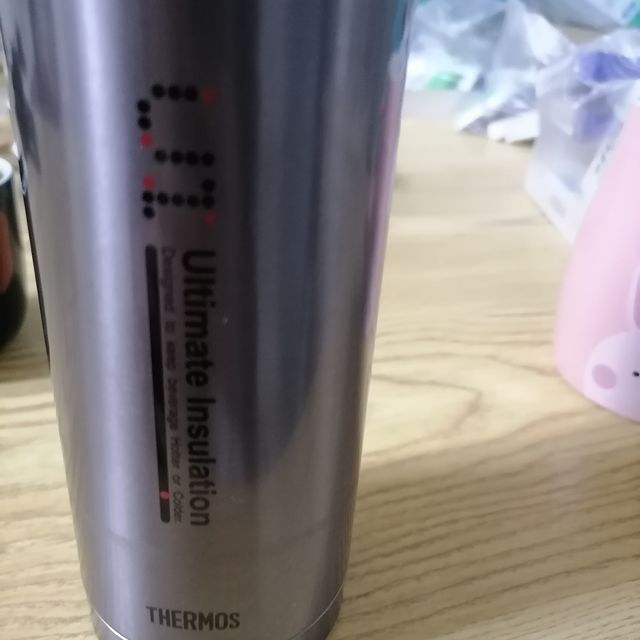 Ultimate Insulation
Designed to keep beverage Hotter or Colder.
THERMOS